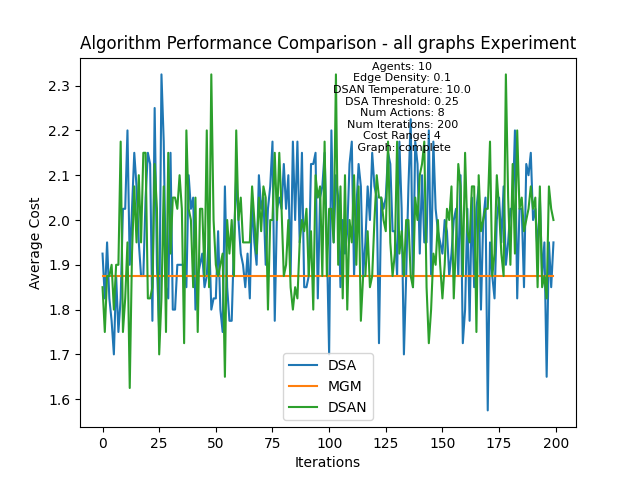 Algorithm Performance Comparison - all graphs Experiment
Agents: 10
Edge Density: 0.1
DSAN Temperature: 10.0
DSA Threshold: 0.25
Num Actions: 8
Num Iterations: 200
Cost Range: 4
Graph: complete
2.3
2.2
2.1
2.0
1.9
1.8
1.7
1.6
Average Cost
DSA
MGM
DSAN
0 25 50 75 100 125 150 175 200
Iterations